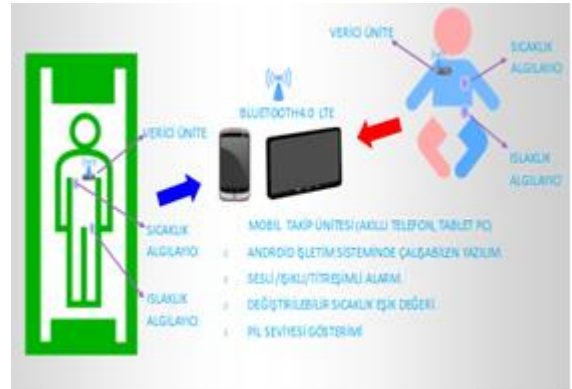 VERİCİ ÜNİTE
SICAKLIK
ALGILAYICI
ISLAKLIK
ALGILAYICI
BLUETOOTH4.0 LTE
VERİCİ ÜNİTE
SICAKLIK
ALGILAYICI
ISLAKLIK
ALGILAYICI
MOBİL TAKİP ÜNİTESİ (AKILLI TELEFON, TABLET PC)
ANDROİD İŞLETİM SİSTEMİNDE ÇALIŞABİLEN YAZILIM
SESLİ /IŞIKLI/TİTREŞİMLİ ALARM
DEĞİŞTİRİLEBİLİR SICAKLIK EŞİK DEĞERİ
PİL SEVİYESİ GÖSTERİMİ